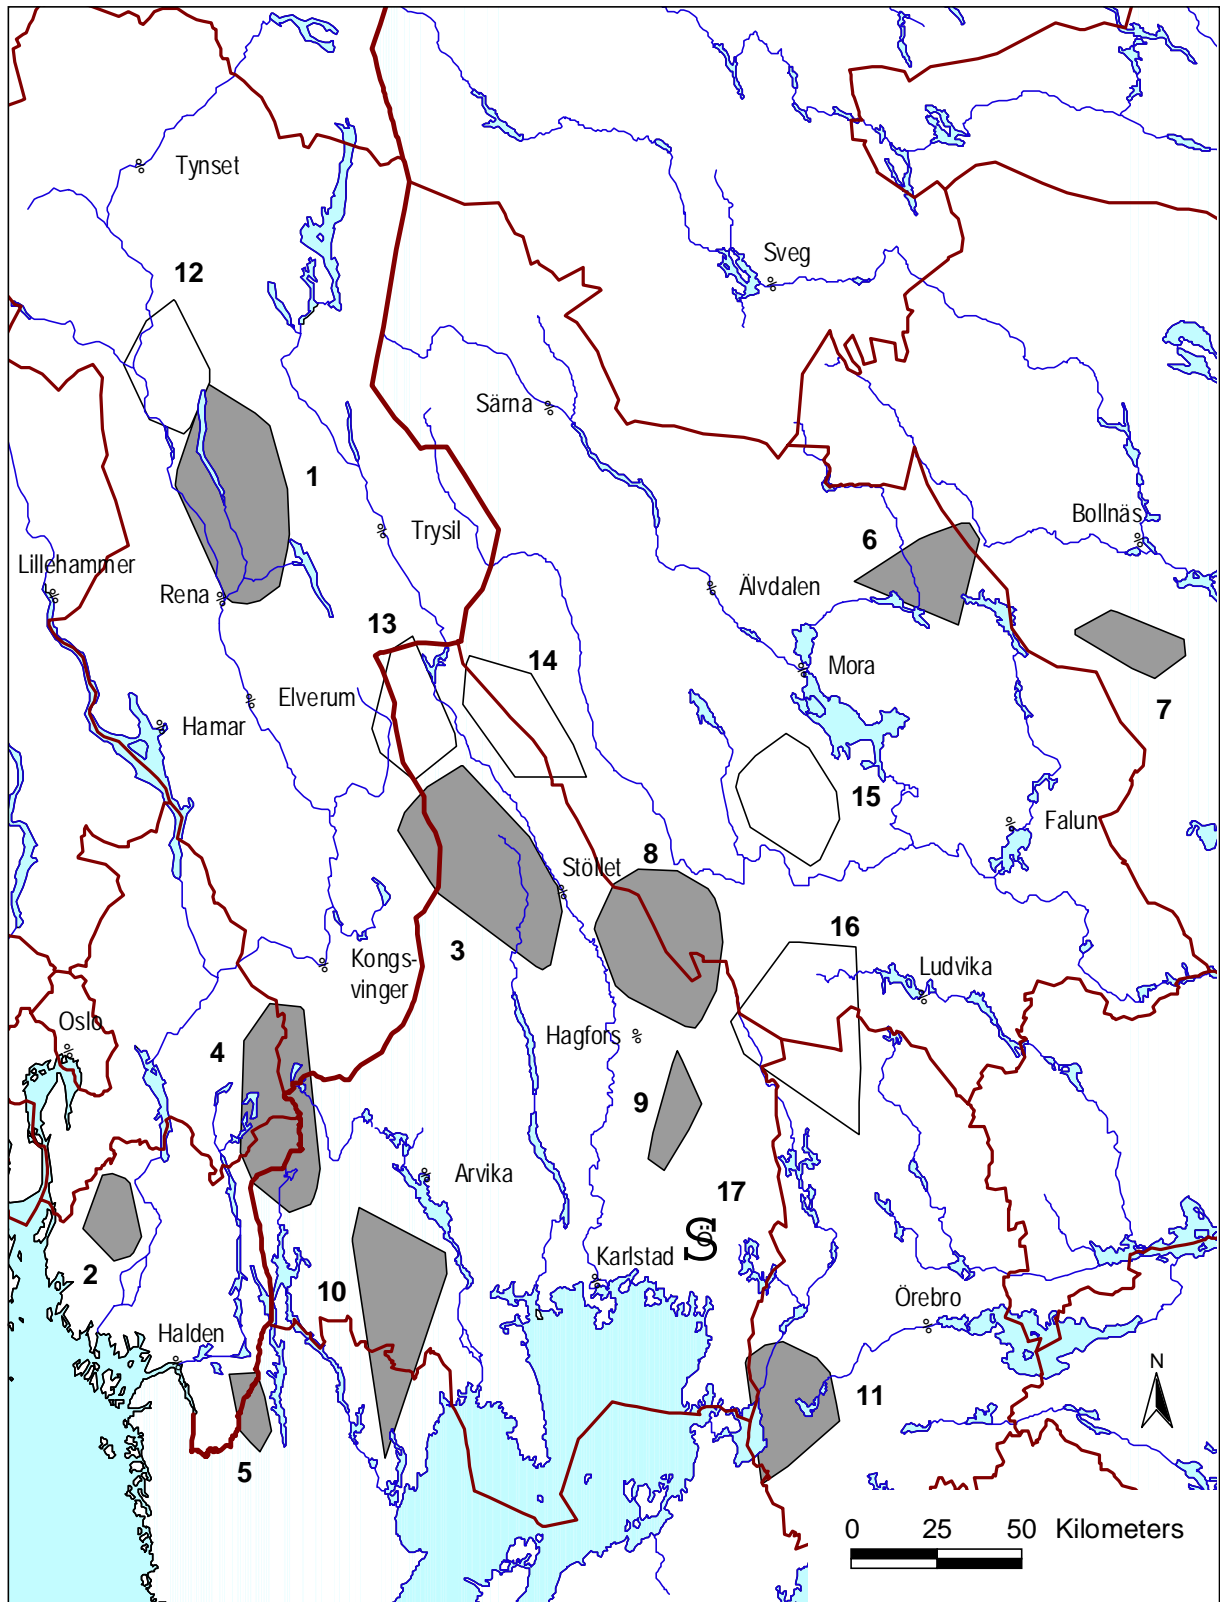 Tynset
12
Sveg
Särna
1
Trysil
Bollnäs
6
Lillehammer
Rena
Älvdalen
13
14
Mora
Elverum
7
Hamar
15
Falun
8
Stöllet
16
3
Kongs-
vinger
Ludvika
Oslo
Hagfors
4
9
Arvika
17
S
Karlstad
2
10
Örebro
Halden
N
11
5
0 25 50 Kilometers